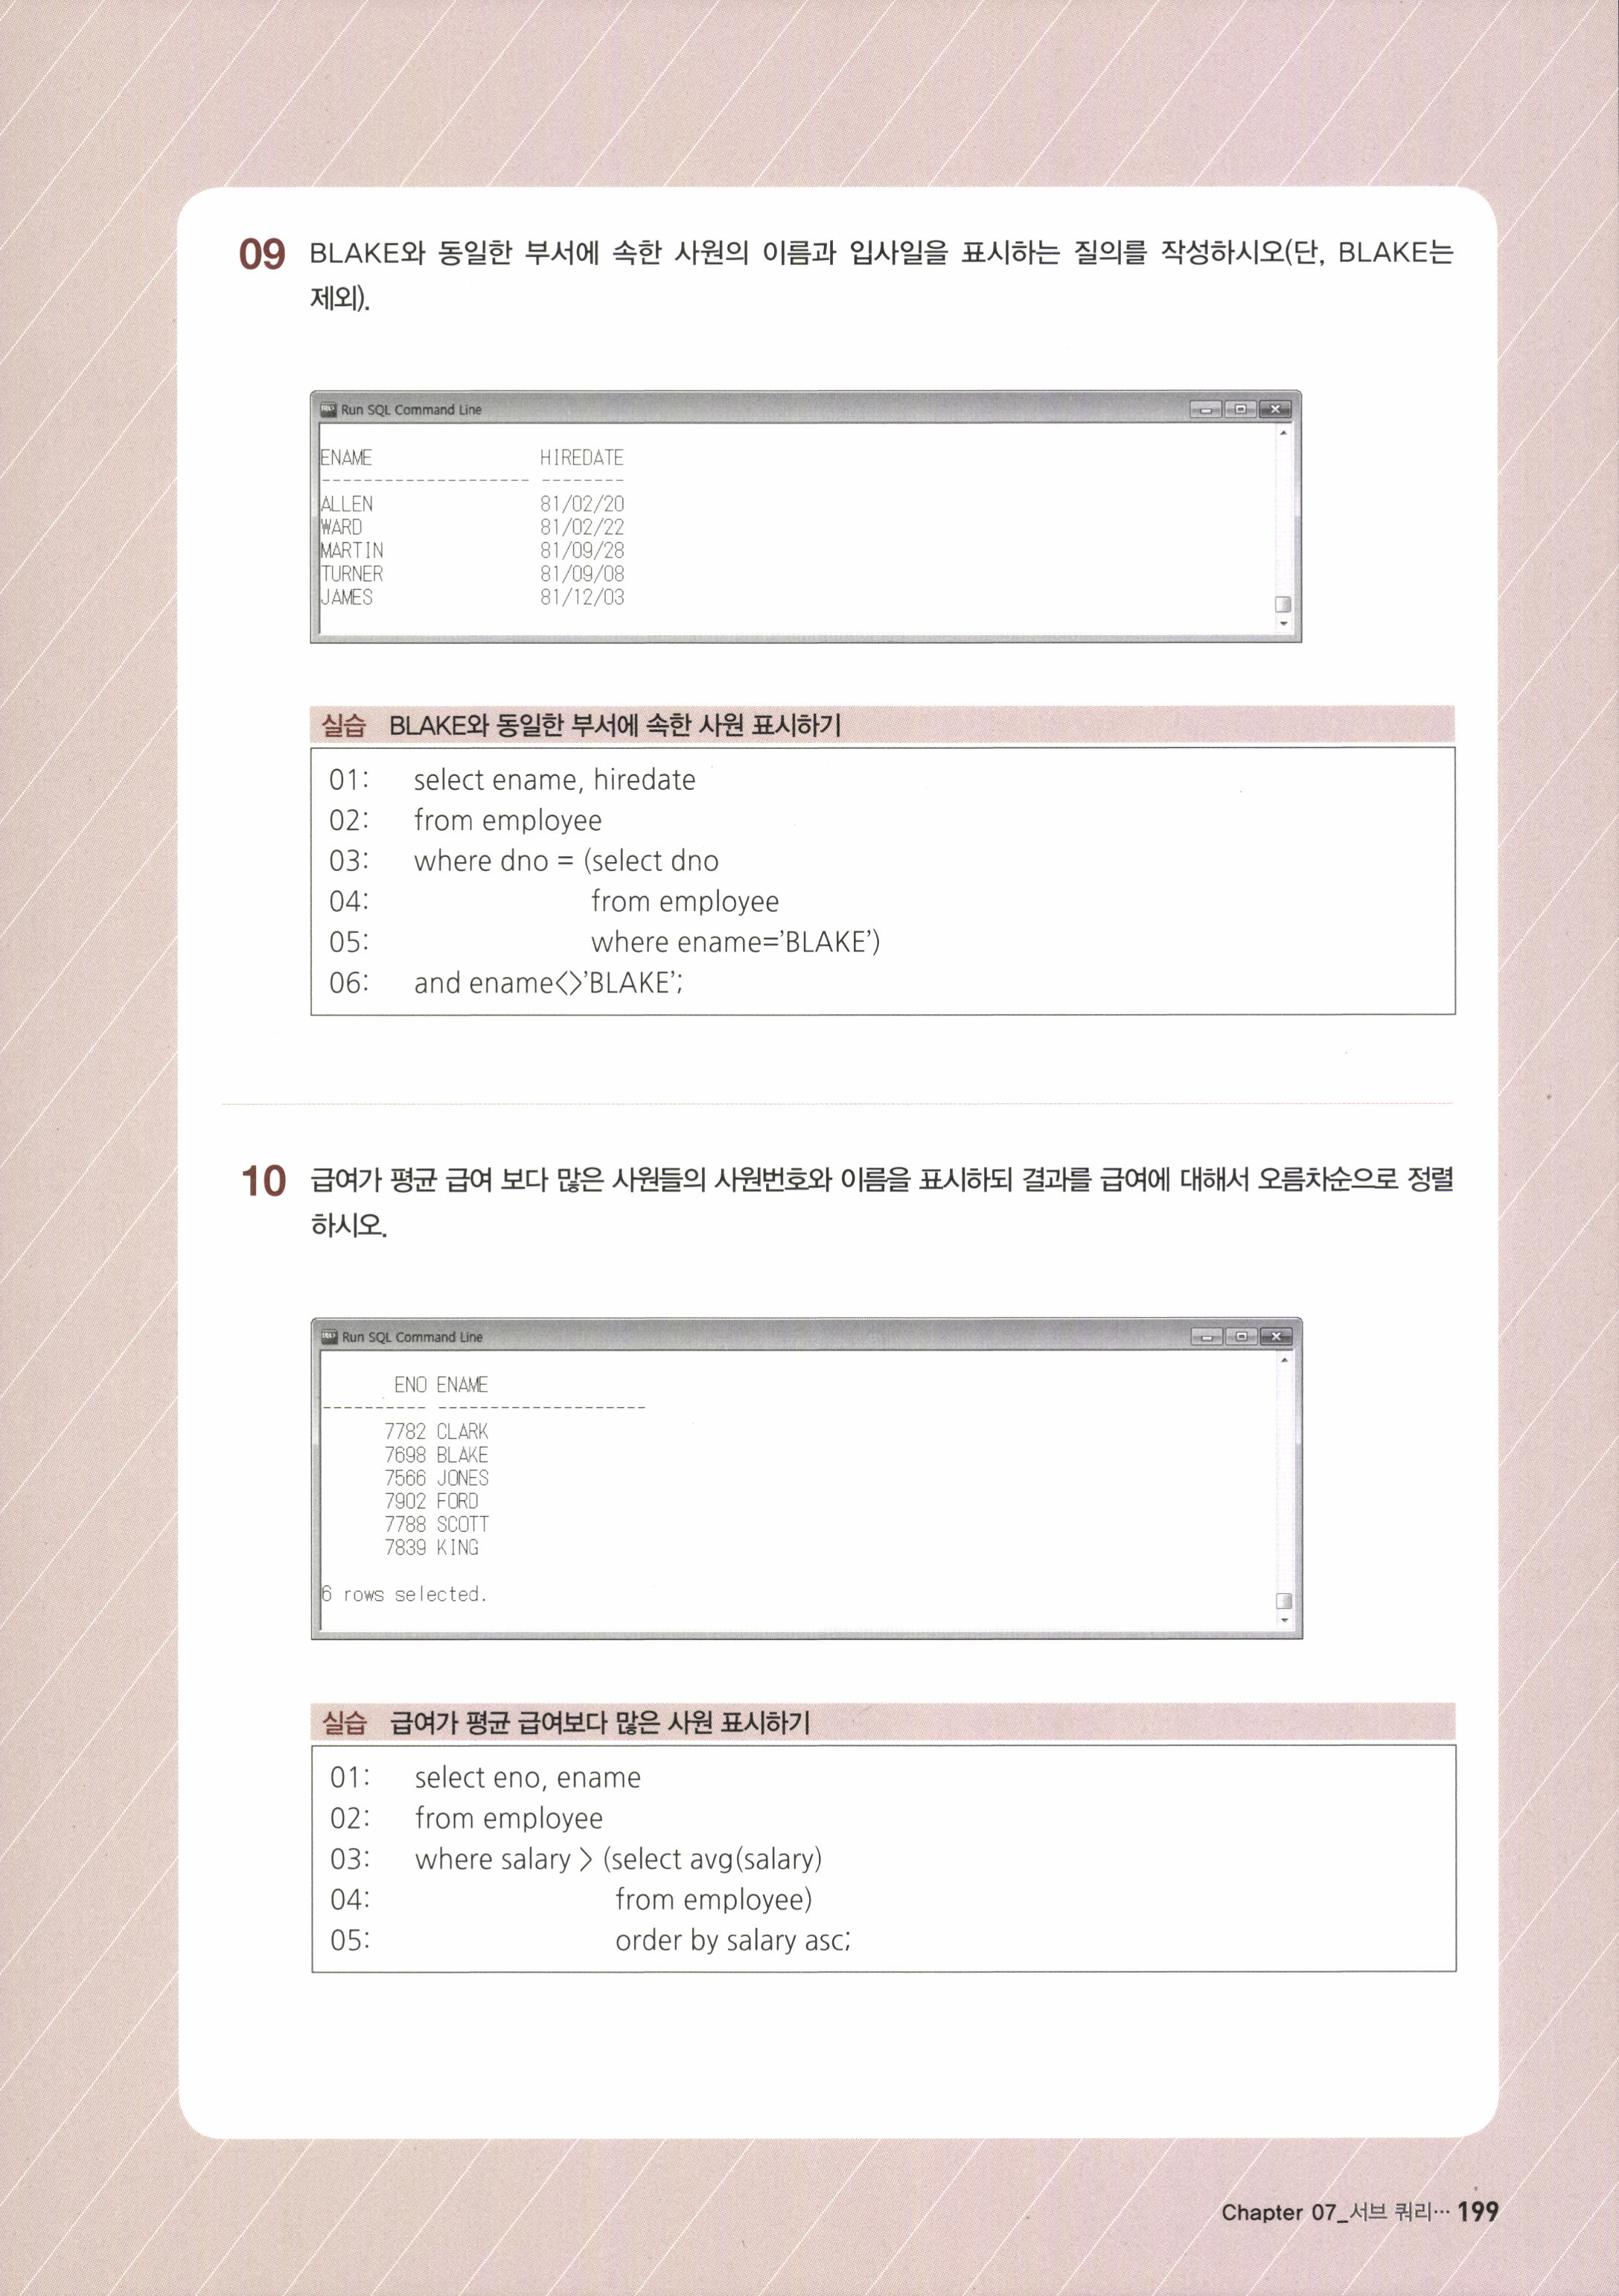 09 BLAKE와 동일한 부서에 속한 사원의 이름과 입사일을 표시하는 질의를 작성하시오(단, BLAKE는
제외).
Run SQL Command Line
ENAME HIREDATE
-------------------- --------
ALLEN 81/02/20
WARD 81/02/22
MARTIN 81/09/28
TURNER 81/09/08
JAMES 81/12/03
실습 BLAKE와 동일한 부서에 속한 사원 표시하기
01: select ename, hiredate
02: from employee
03: where dno = (select dno
04: from employee
05: where ename=’BLAKE’)
06: and ename<>’BLAKE’;
10 급여가 평균 급여 보다 많은 사원들의 사원번호와 이름을 표시하되 결과를 급여에 대해서 오름차순으로 정렬
하시오.
Run SQL Command Line
ENO ENAME
---------- --------------------
7782 CLARK
7698 BLAKE
7566 JONES
7902 FORD
7788 SCOTT
7839 KING
6 rows selected.
실습 급여가 평균 급여보다 많은 사원 표시하기
01: select eno, ename
02: from employee
03: where salary > (select avg(salary)
04: from employee)
05: order by salary asc;
Chapter 07_서브 쿼리… 199